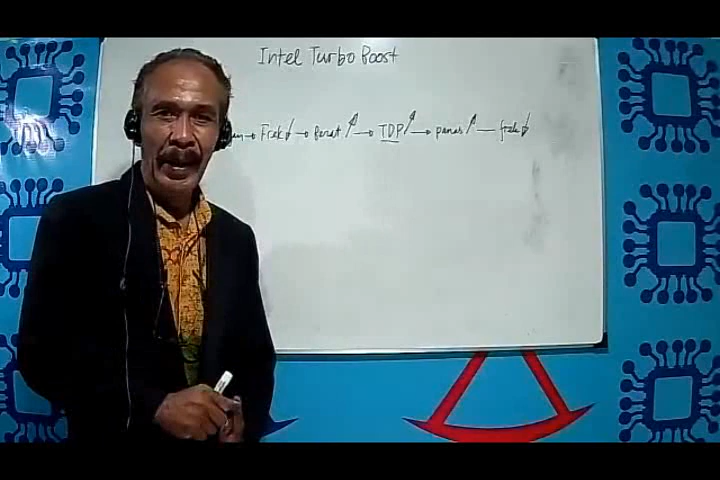 Intel Turbo Boost
→ Frek↓ → Berat↗ → TDP↗ → panas↗ — frek↓